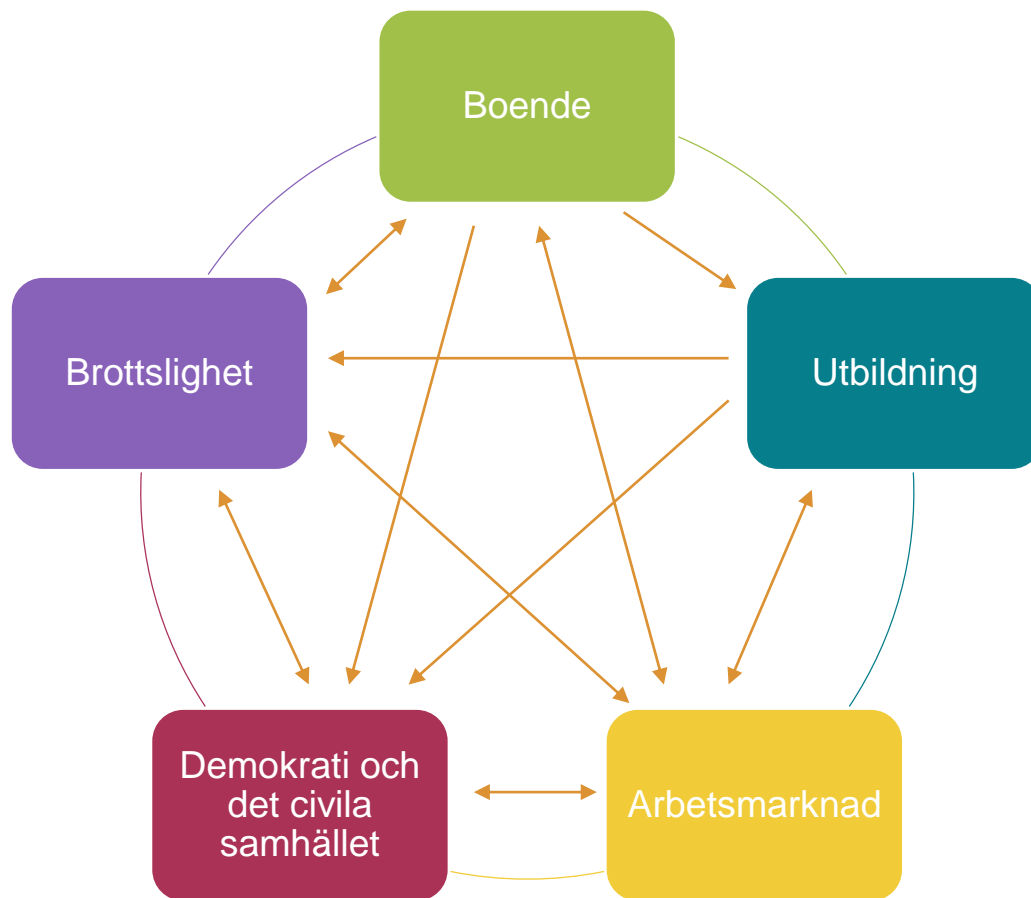 Boende
Brottslighet
Utbildning
Demokrati och
det civila
samhället
Arbetsmarknad